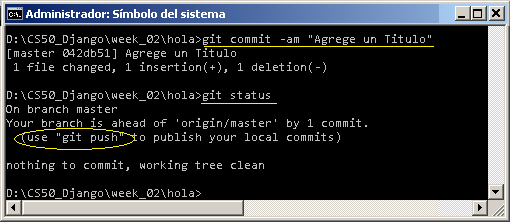 Administrador: Símbolo del sistema
D:\CS50_Django\week_02\hola>git commit -am "Agrege un Titulo"
[master 042db51] Agrege un Titulo
1 file changed, 1 insertion(+), 1 deletion(-)
D:\CS50_Django\week_02\hola>git status
On branch master
Your branch is ahead of 'origin/master' by 1 commit.
(use "git push" to publish your local commits)
nothing to commit, working tree clean
D:\CS50_Django\week_02\hola>